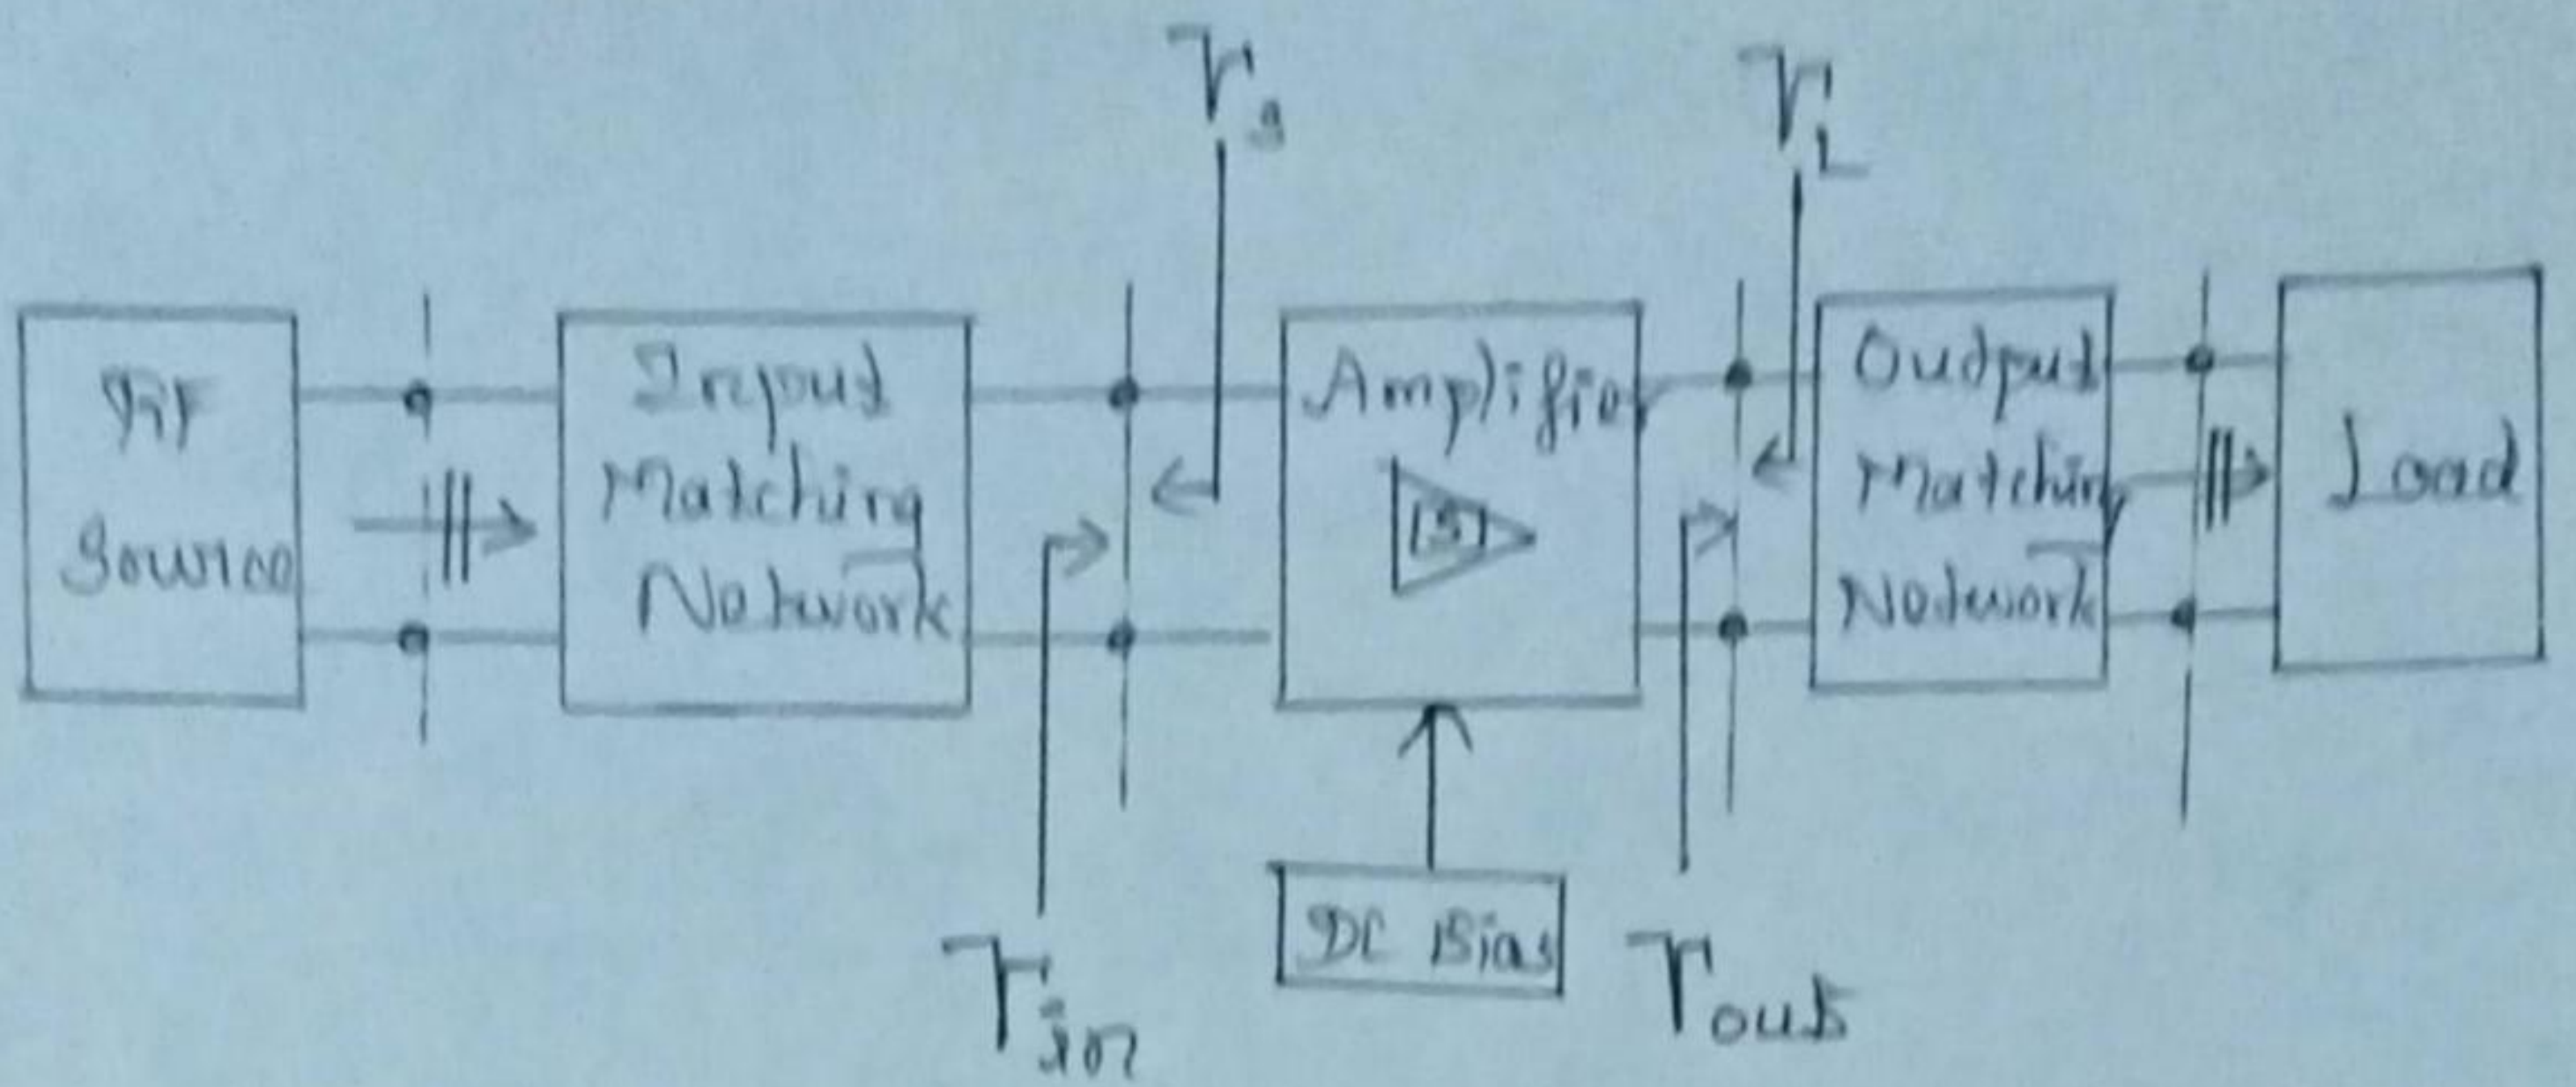 Γs
ΓL
RF
Source
Input
Matching
Network
Amplifier
[S]
Output
Matching
Network
Load
DC Bias
Γin
Γout